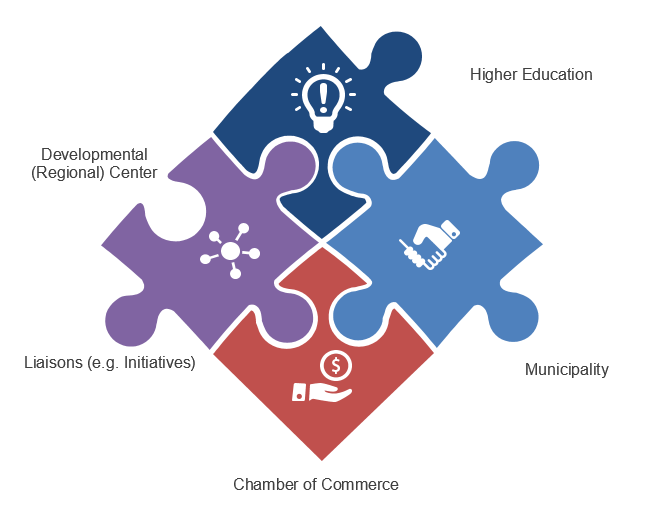 Higher Education
Developmental
(Regional) Center
$
Liaisons (e.g. Initiatives)
Municipality
Chamber of Commerce